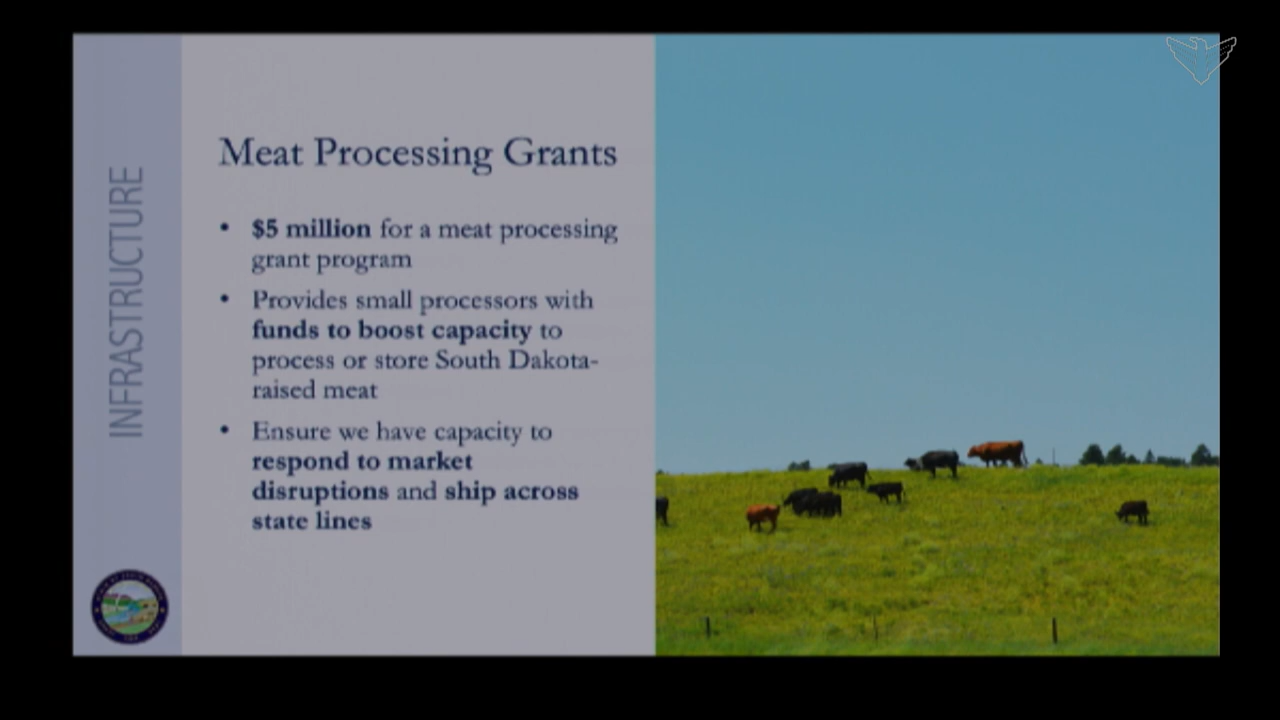 INFRASTRUCTURE
Meat Processing Grants
• $5 million for a meat processing
grant program
• Provides small processors with
funds to boost capacity to
process or store South Dakota-
raised meat
• Ensure we have capacity to
respond to market
disruptions and ship across
state lines